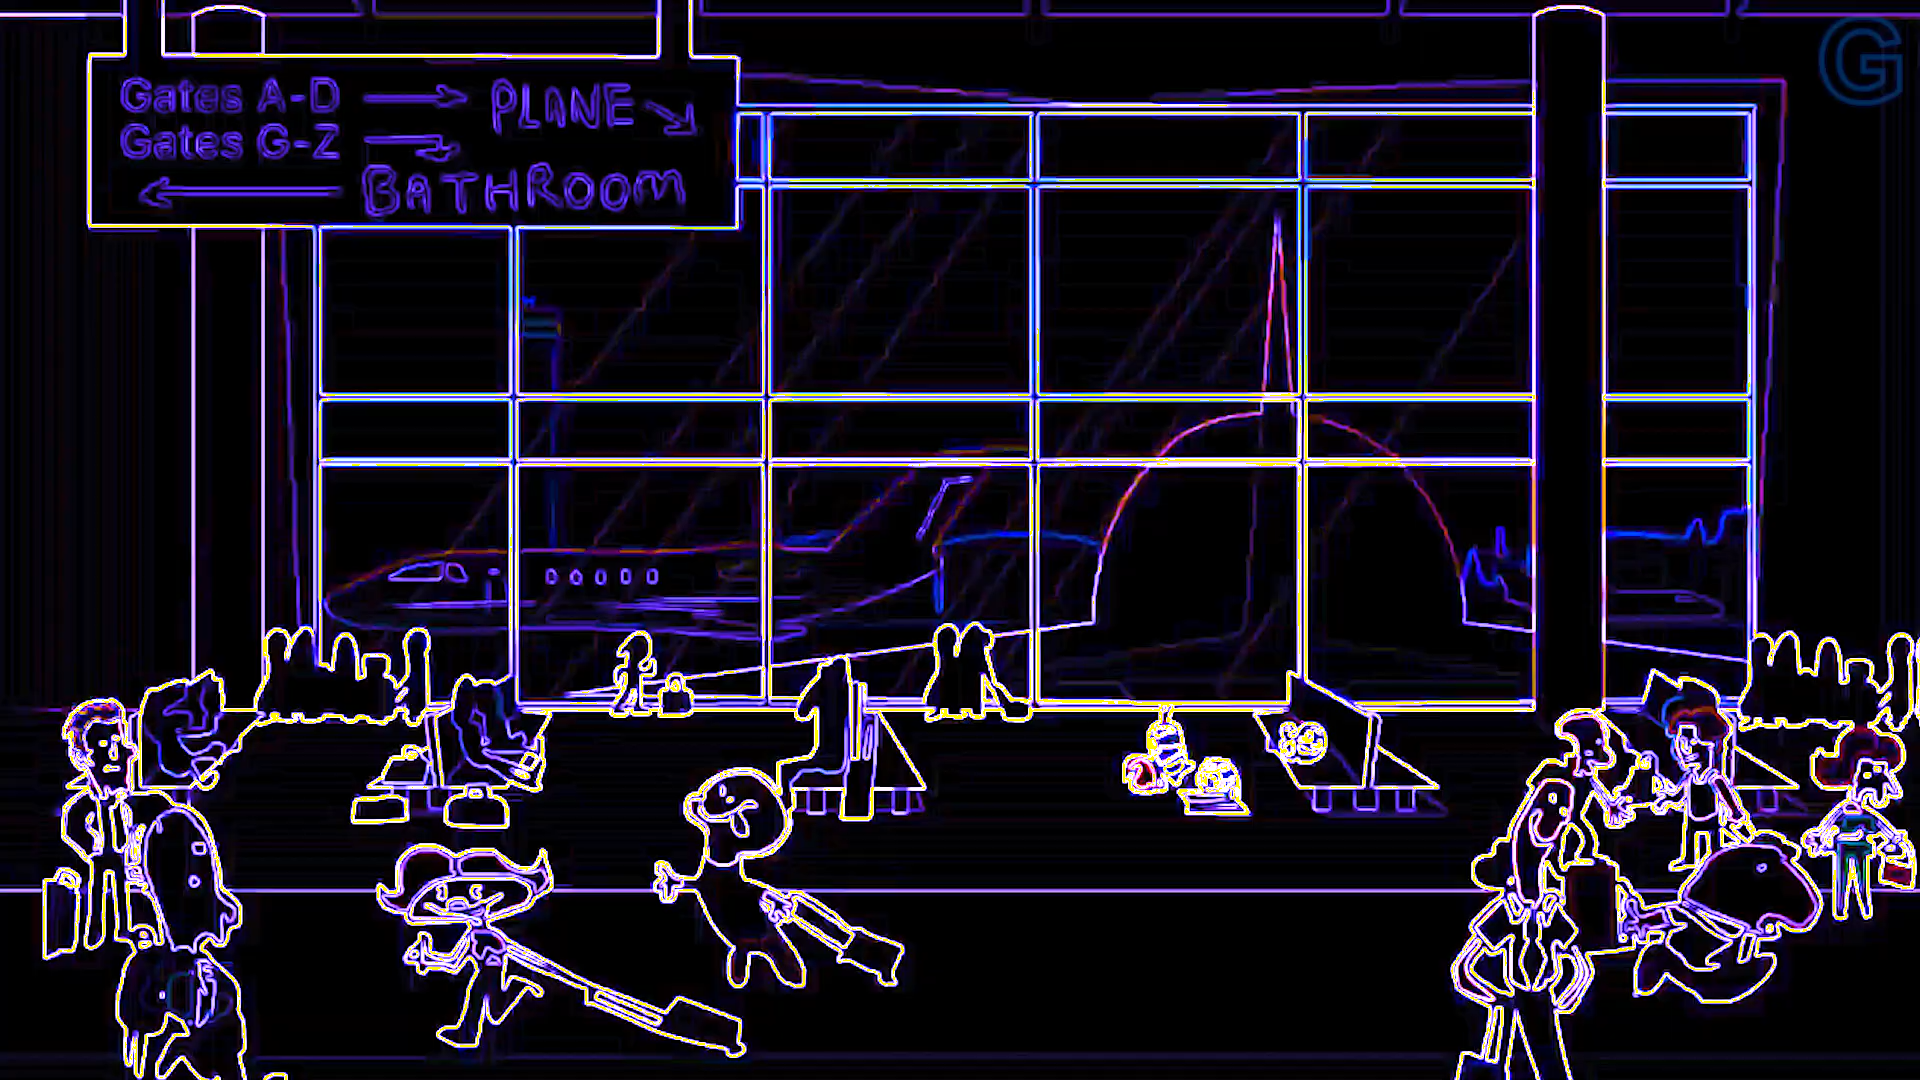 Gates A-D → PLANE ↘
Gates G-Z →
← BATHROOM
G